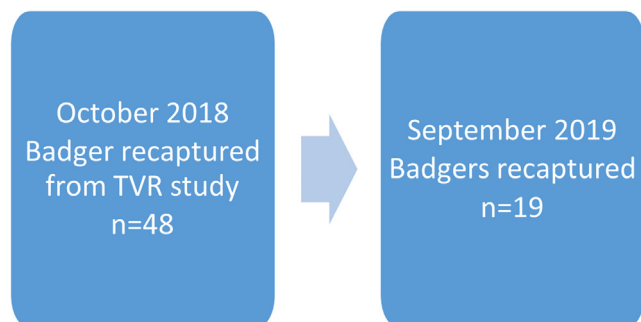 October 2018
Badger recaptured
from TVR study
n=48
September 2019
Badgers recaptured
n=19